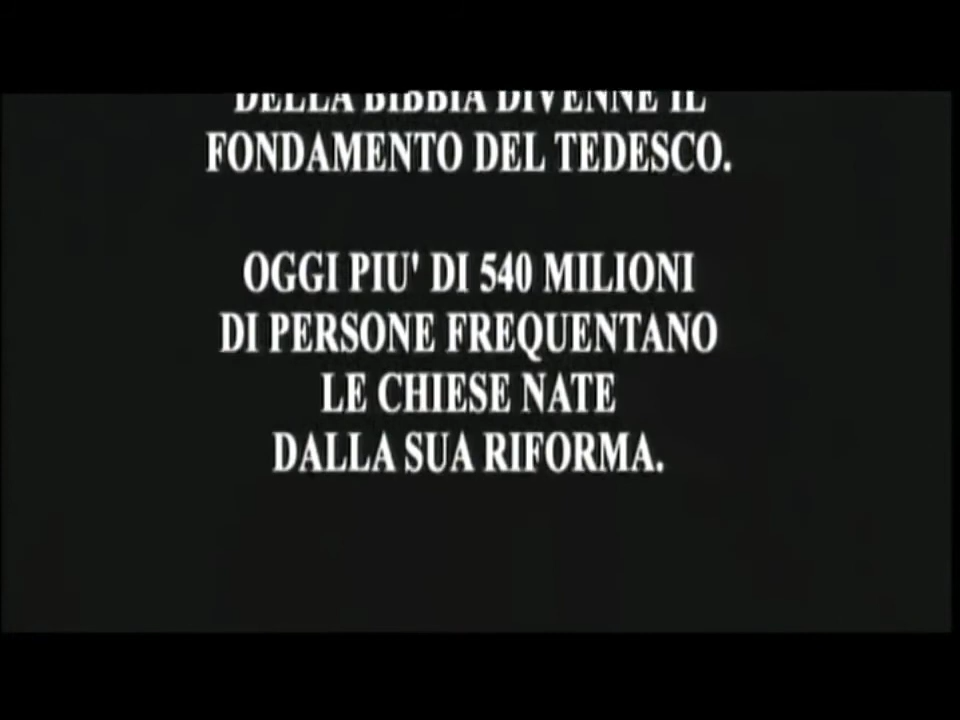 DELLA BIBBIA DIVENNE IL
FONDAMENTO DEL TEDESCO.
OGGI PIU' DI 540 MILIONI
DI PERSONE FREQUENTANO
LE CHIESE NATE
DALLA SUA RIFORMA.